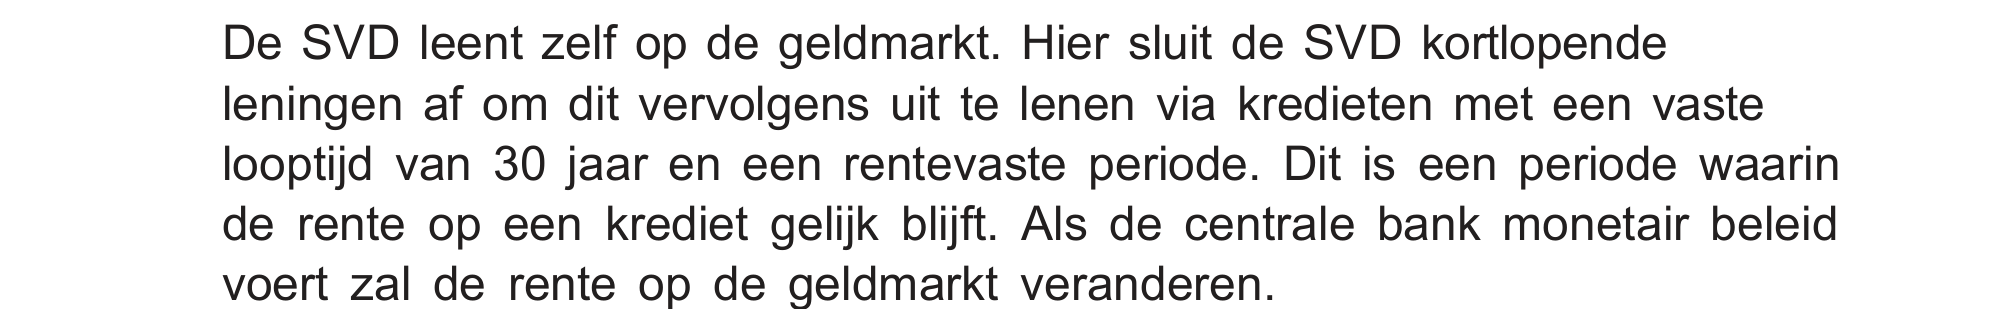 De SVD leent zelf op de geldmarkt. Hier sluit de SVD kortlopende
leningen af om dit vervolgens uit te lenen via kredieten met een vaste
looptijd van 30 jaar en een rentevaste periode. Dit is een periode waarin
de rente op een krediet gelijk blijft. Als de centrale bank monetair beleid
voert zal de rente op de geldmarkt veranderen.